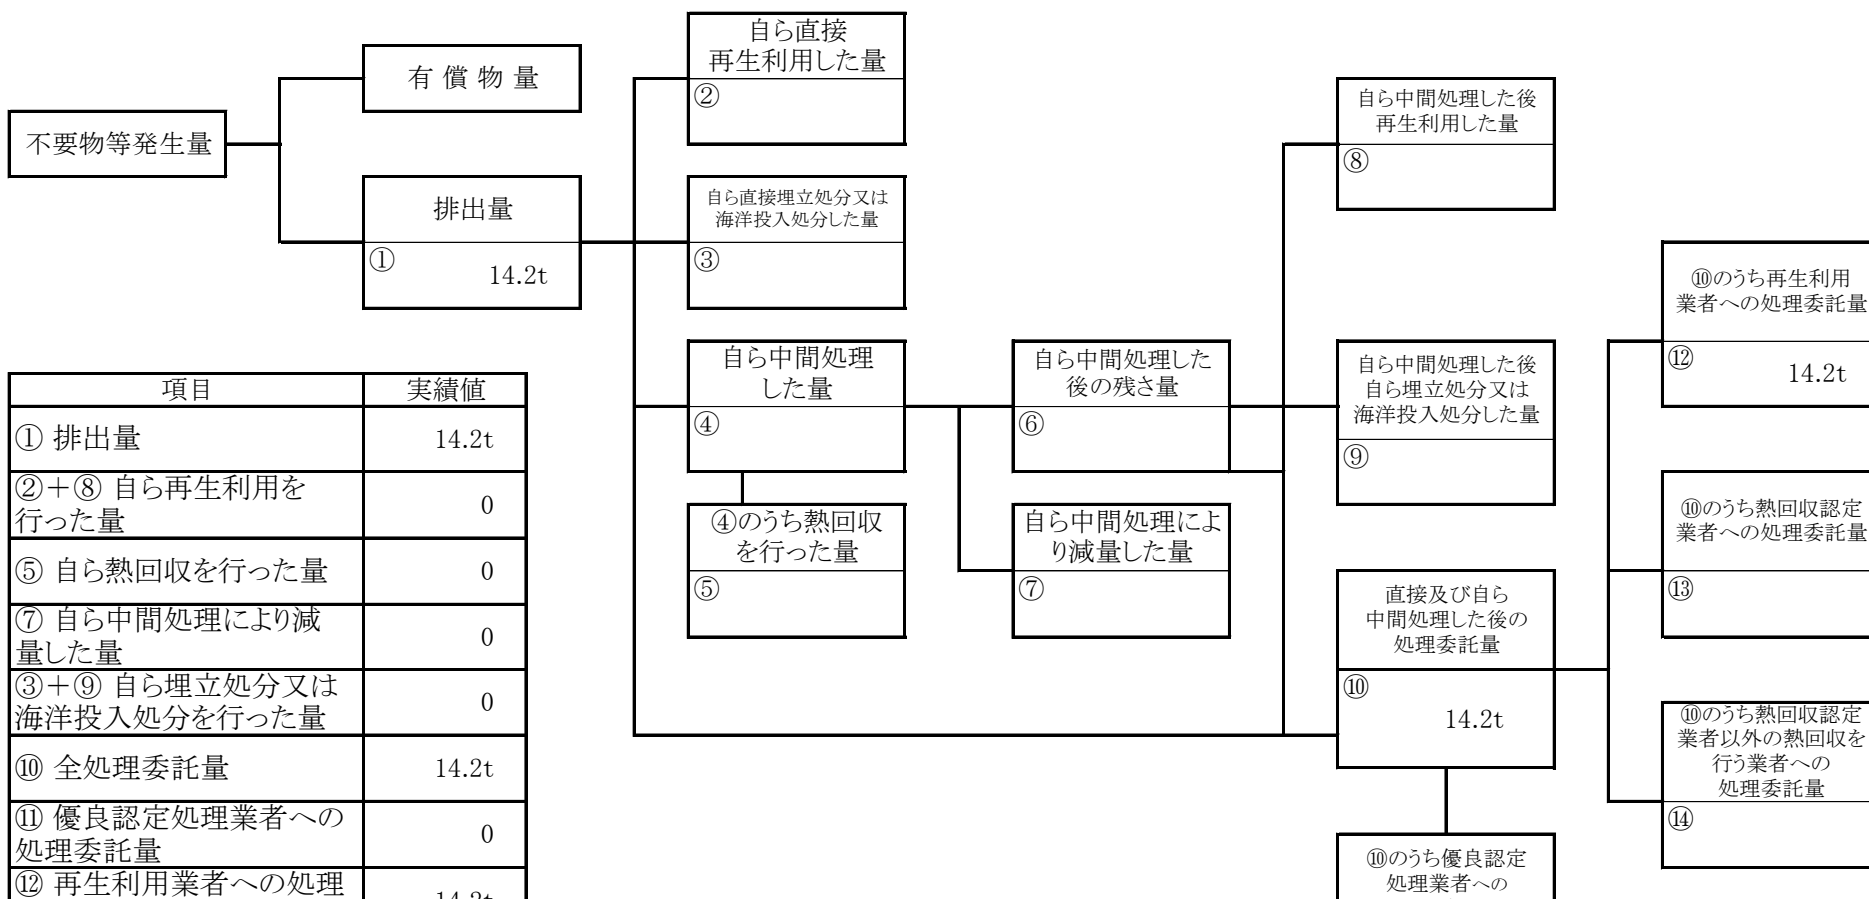 不要物等発生量
有 償 物 量
排出量
①
14.2t
自ら直接
再生利用した量
②
自ら直接埋立処分又は
海洋投入処分した量
③
自ら中間処理
した量
④
④のうち熱回収
を行った量
⑤
自ら中間処理した
後の残さ量
⑥
自ら中間処理によ
り減量した量
⑦
自ら中間処理した後
再生利用した量
⑧
自ら中間処理した後
自ら埋立処分又は
海洋投入処分した量
⑨
直接及び自ら
中間処理した後の
処理委託量
⑩
14.2t
⑩のうち優良認定
処理業者への
⑩のうち再生利用
業者への処理委託量
⑫
14.2t
⑩のうち熱回収認定
業者への処理委託量
⑬
⑩のうち熱回収認定
業者以外の熱回収を
行う業者への
処理委託量
⑭
項目 実績値
① 排出量 14.2t
②+⑧ 自ら再生利用を
行った量 0
⑤ 自ら熱回収を行った量 0
⑦ 自ら中間処理により減
量した量 0
③+⑨ 自ら埋立処分又は
海洋投入処分を行った量 0
⑩ 全処理委託量 14.2t
⑪ 優良認定処理業者への
処理委託量 0
⑫ 再生利用業者への処理
14.2t